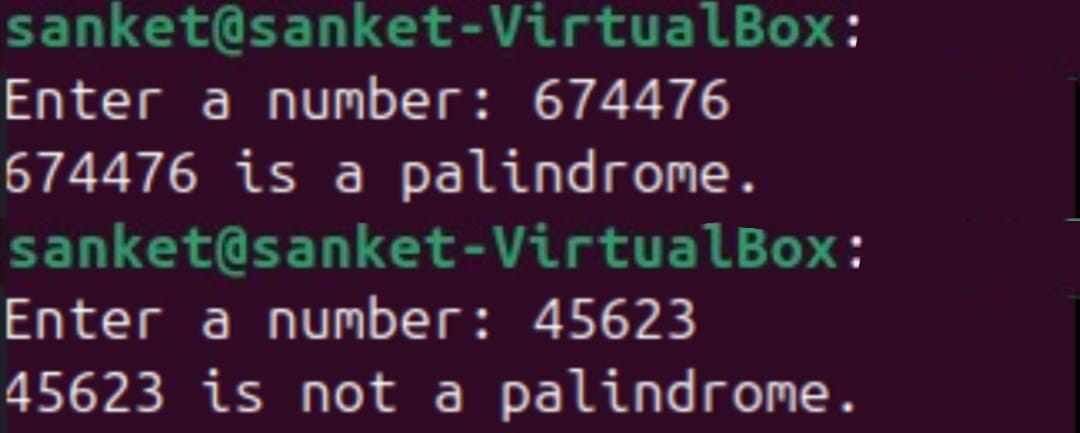 sanket@sanket-VirtualBox:
Enter a number: 674476
674476 is a palindrome.
sanket@sanket-VirtualBox:
Enter a number: 45623
45623 is not a palindrome.